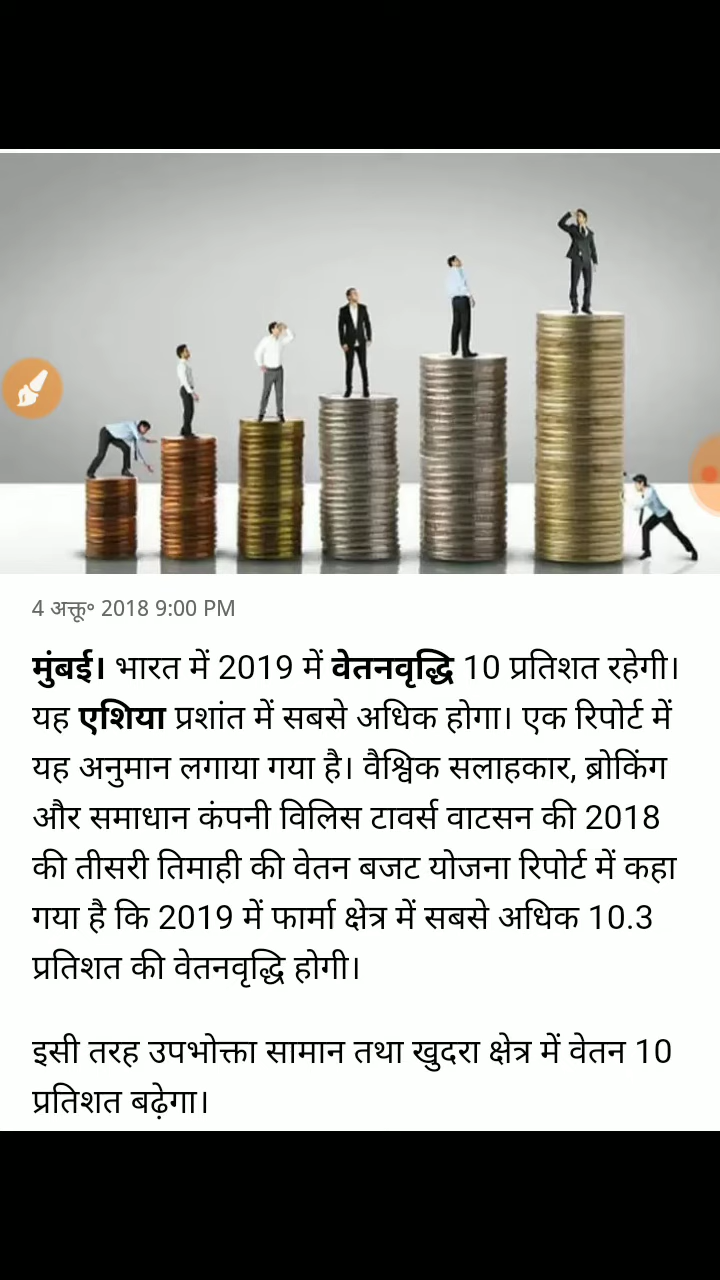 4 अक्तू॰ 2018 9:00 PM
मुंबई। भारत में 2019 में वेतनवृद्धि 10 प्रतिशत रहेगी।
यह एशिया प्रशांत में सबसे अधिक होगा। एक रिपोर्ट में
यह अनुमान लगाया गया है। वैश्विक सलाहकार, ब्रोकिंग
और समाधान कंपनी विलिस टावर्स वाटसन की 2018
की तीसरी तिमाही की वेतन बजट योजना रिपोर्ट में कहा
गया है कि 2019 में फार्मा क्षेत्र में सबसे अधिक 10.3
प्रतिशत की वेतनवृद्धि होगी।
इसी तरह उपभोक्ता सामान तथा खुदरा क्षेत्र में वेतन 10
प्रतिशत बढ़ेगा।